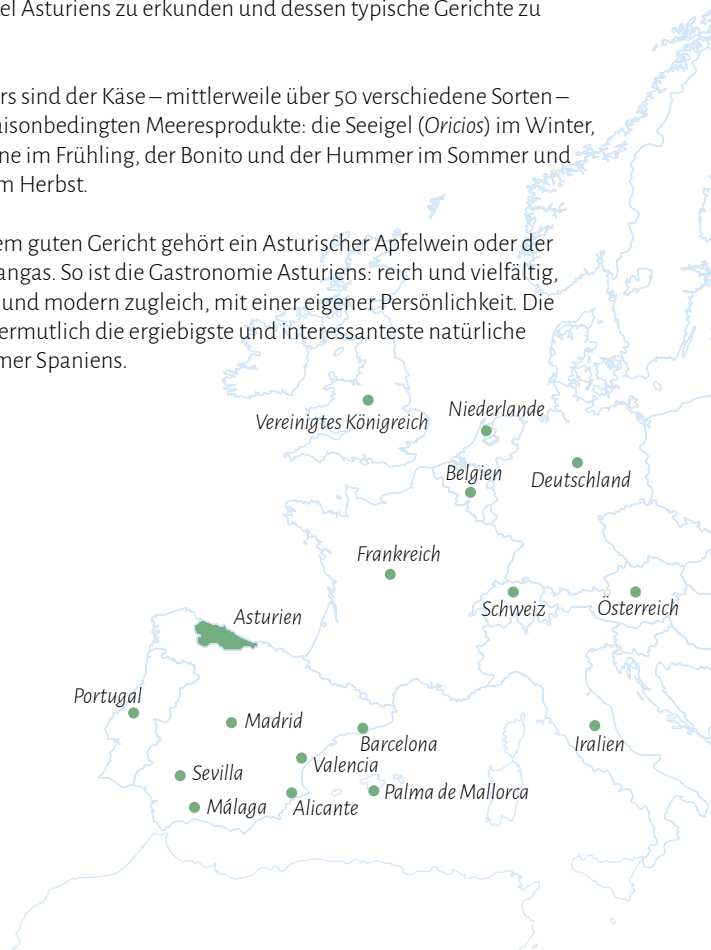 el Asturiens zu erkunden und dessen typische Gerichte zu
rs sind der Käse – mittlerweile über 50 verschiedene Sorten –
aisonbedingten Meeresprodukte: die Seeigel (Oricios) im Winter,
ne im Frühling, der Bonito und der Hummer im Sommer und
m Herbst.
em guten Gericht gehört ein Asturischer Apfelwein oder der
angas. So ist die Gastronomie Asturiens: reich und vielfältig,
und modern zugleich, mit einer eigener Persönlichkeit. Die
ermutlich die ergiebigste und interessanteste natürliche
mer Spaniens.
Niederlande
Vereinigtes Königreich
Belgien
Deutschland
Frankreich
Schweiz
Österreich
Asturien
Portugal
Madrid
Barcelona
Iralien
Valencia
Sevilla
Palma de Mallorca
Málaga
Alicante